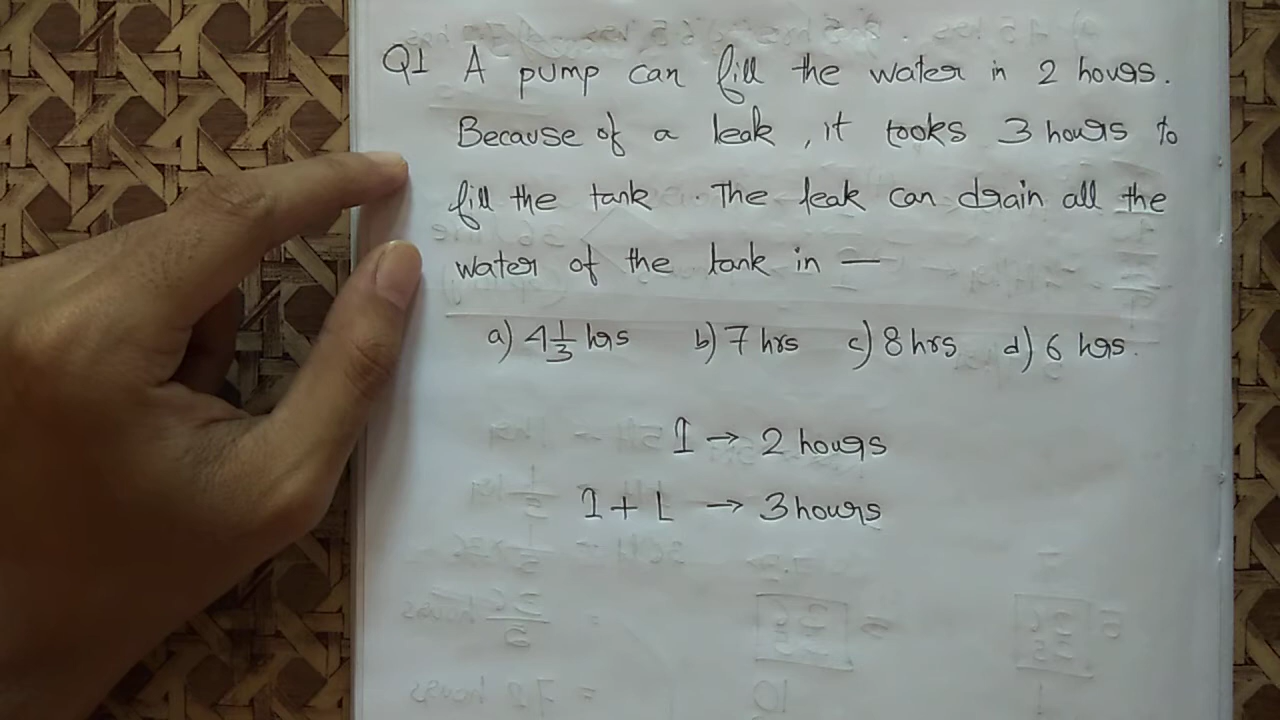 Q1 A pump can fill the water in 2 hours.
Because of a leak, it tooks 3 hours to
fill the tank. The leak can drain all the
water of the tank in —
a) 4 1/3 hrs b) 7 hrs c) 8 hrs d) 6 hrs.
I → 2 hours
I + L → 3 hours